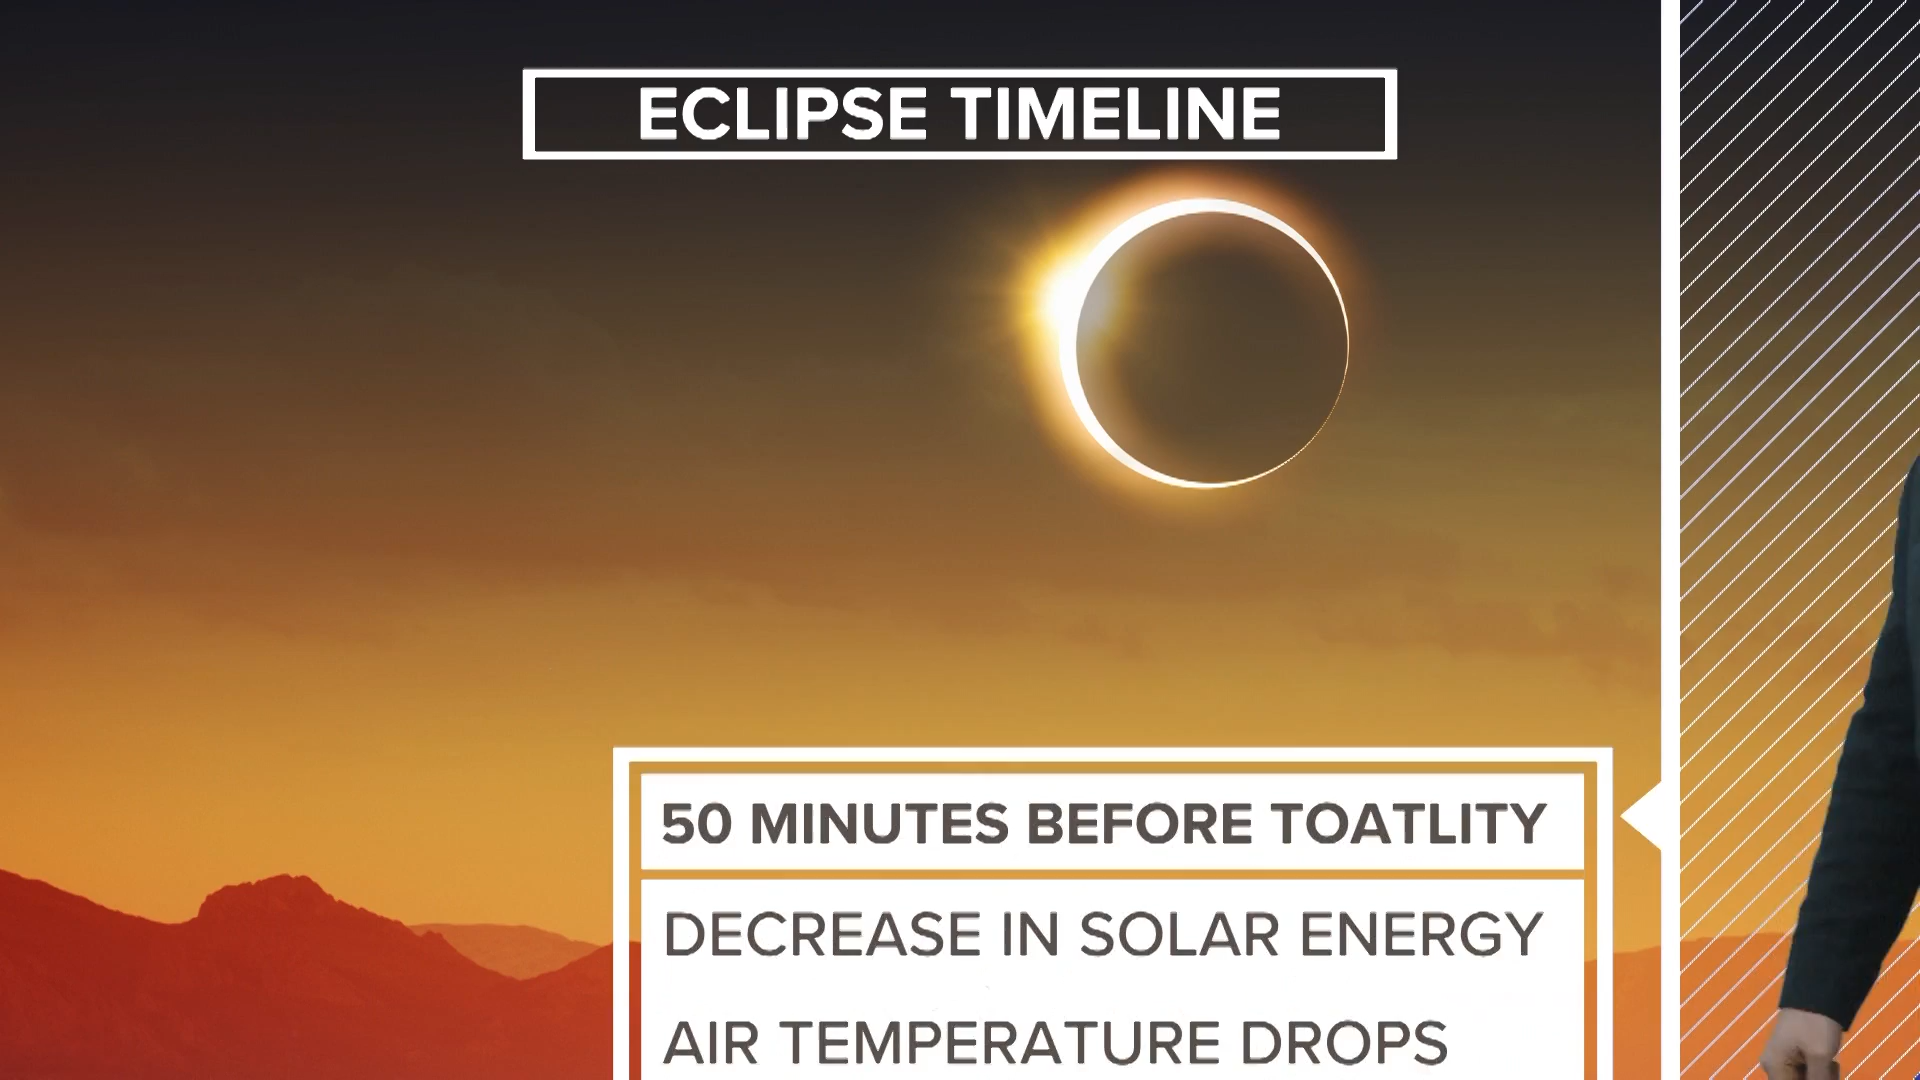 ECLIPSE TIMELINE
50 MINUTES BEFORE TOATLITY
DECREASE IN SOLAR ENERGY
AIR TEMPERATURE DROPS